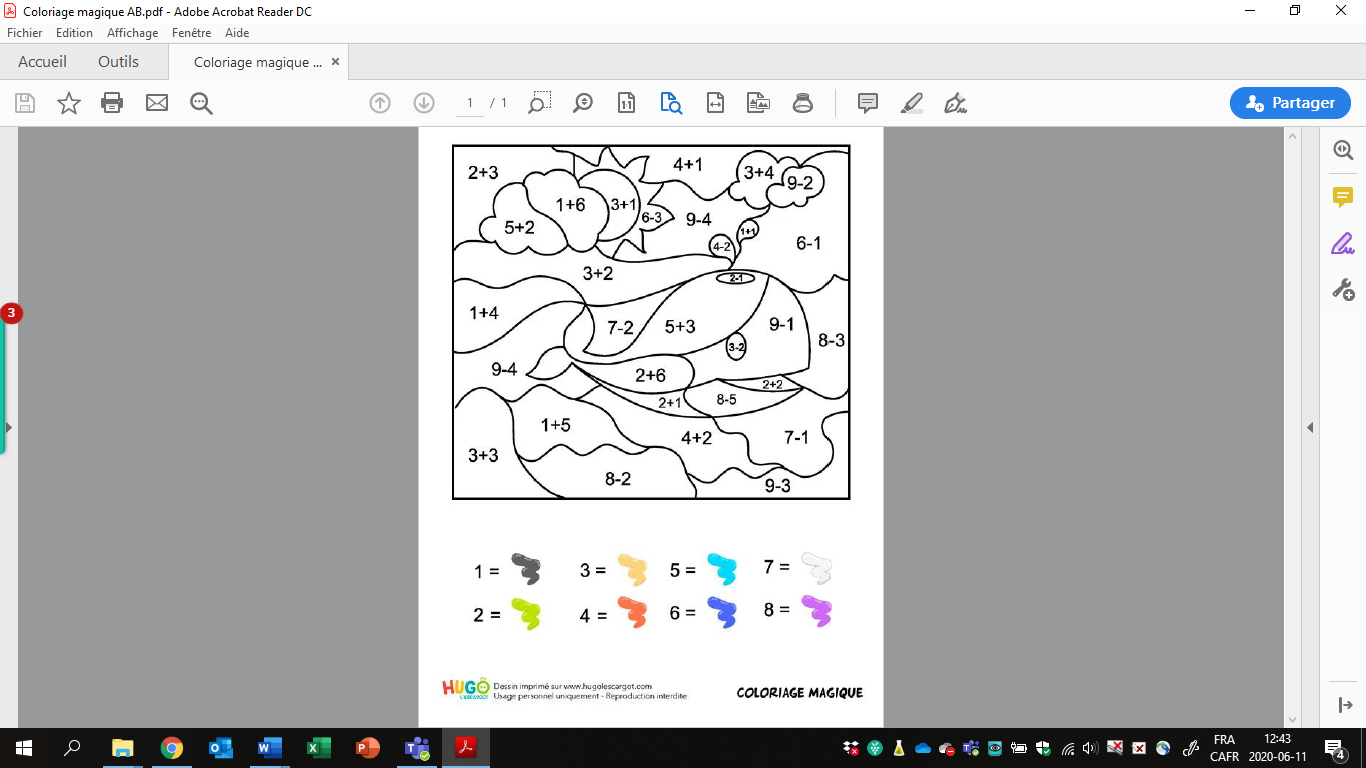 Coloriage magique AB.pdf - Adobe Acrobat Reader DC
Fichier Edition Affichage Fenêtre Aide
Accueil Outils Coloriage magique ... ×
1 / 1 1:1 Partager
2+3 4+1 3+4 9-2
1+6 3+1 6-3 9-4
5+2 4-2 1+1 6-1
3+2 2-1
1+4 7-2 5+3 9-1 8-3
3-2
9-4 2+6 2+2
2+1 8-5
1+5 4+2 7-1
3+3 8-2 9-3
1 = 3 = 5 = 7 =
2 = 4 = 6 = 8 =
HUGO L'ESCARGOT
Dessin imprimé sur www.hugolescargot.com
Usage personnel uniquement - Reproduction interdite
COLORIAGE MAGIQUE
3
FRA 12:43
CAFR 2020-06-11 4